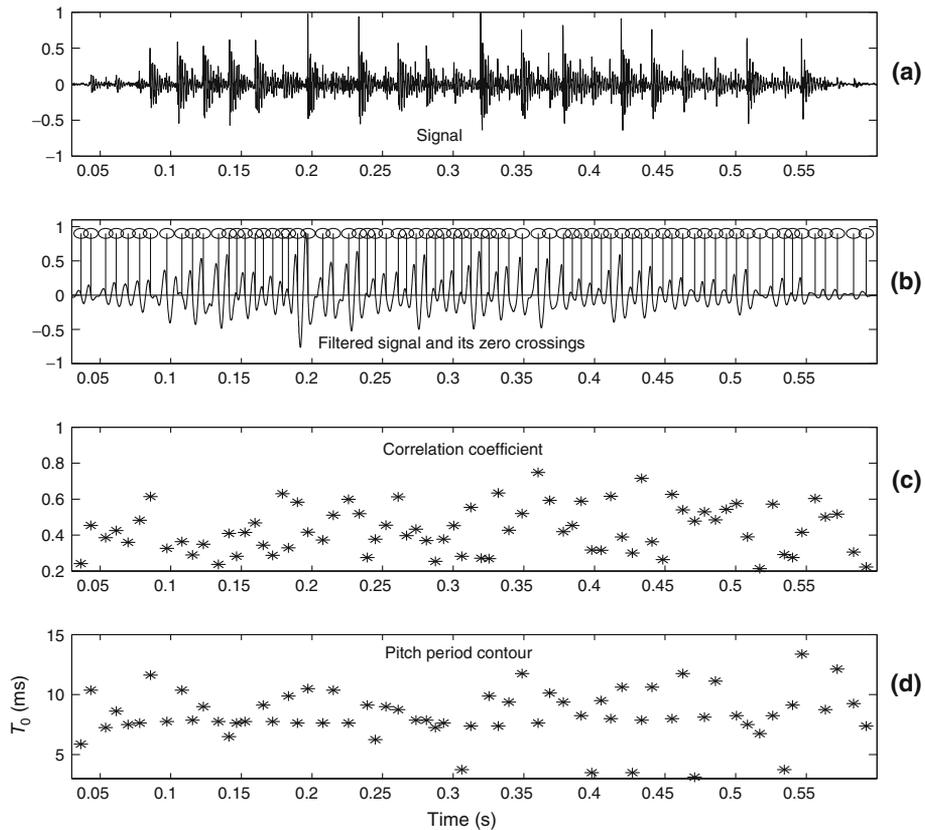 1
0.5
0
−0.5
−1
Signal
(a)
0.05 0.1 0.15 0.2 0.25 0.3 0.35 0.4 0.45 0.5 0.55
1
0.5
0
−0.5
−1
Filtered signal and its zero crossings
(b)
0.05 0.1 0.15 0.2 0.25 0.3 0.35 0.4 0.45 0.5 0.55
1
0.8
0.6
0.4
0.2
Correlation coefficient
(c)
0.05 0.1 0.15 0.2 0.25 0.3 0.35 0.4 0.45 0.5 0.55
T0 (ms)
15
10
5
Pitch period contour
(d)
0.05 0.1 0.15 0.2 0.25 0.3 0.35 0.4 0.45 0.5 0.55
Time (s)